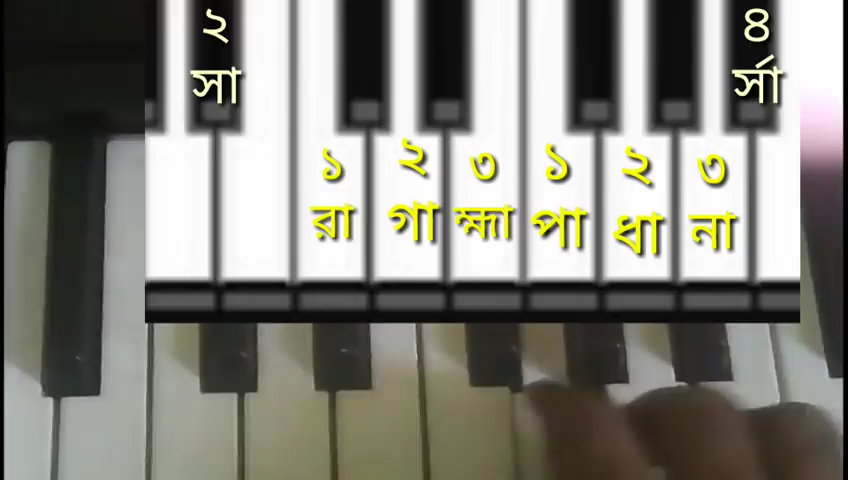 ২ ৪
সা র্সা
১ ২ ৩ ১ ২ ৩
রা গা হ্মা পা ধা না